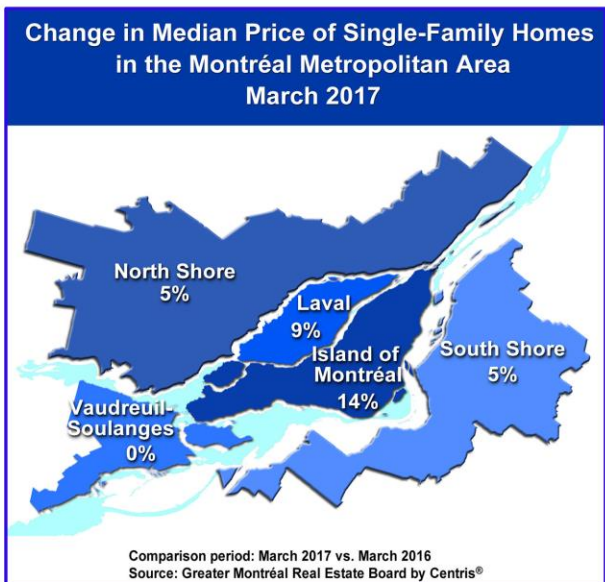 Change in Median Price of Single-Family Homes
in the Montréal Metropolitan Area
March 2017
North Shore
5%
Laval
9%
Island of
Montréal
14%
South Shore
5%
Vaudreuil-
Soulanges
0%
Comparison period: March 2017 vs. March 2016
Source: Greater Montréal Real Estate Board by Centris®